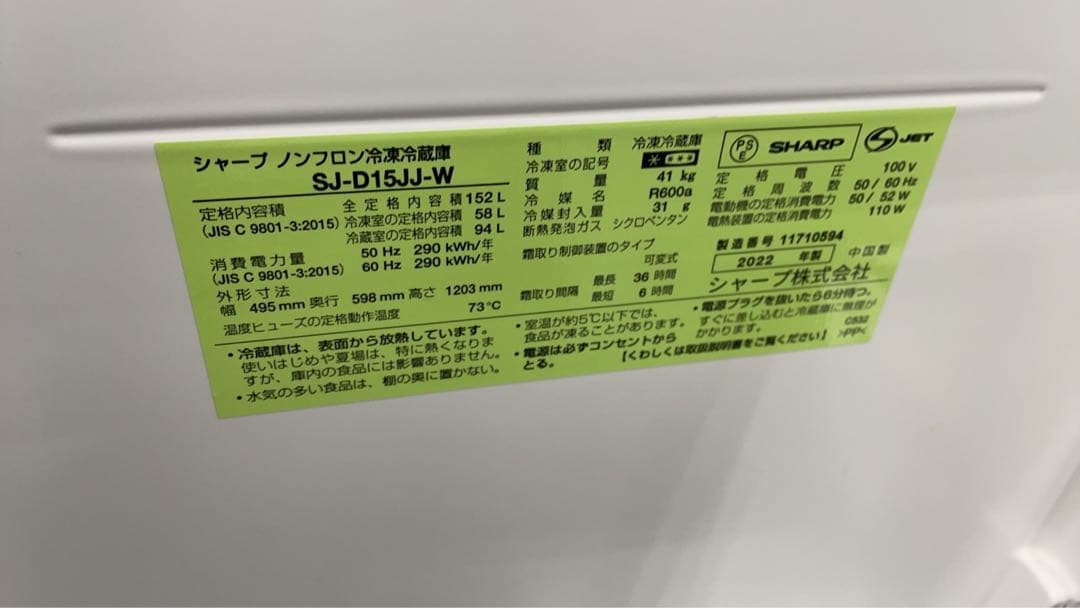 シャープ ノンフロン冷凍冷蔵庫
SJ-D15JJ-W
定格内容積
(JIS C 9801-3:2015)
全定格内容積 152 L
冷凍室の定格内容積 58 L
冷蔵室の定格内容積 94 L
消費電力量
(JIS C 9801-3:2015)
50 Hz 290 kWh/年
60 Hz 290 kWh/年
外形寸法
幅 495 mm 奥行 598 mm 高さ 1203 mm
温度ヒューズの定格動作温度 73℃
種類 冷凍冷蔵庫
冷凍室の記号 ****
質量 41 kg
冷媒名 R600a
冷媒封入量 31 g
断熱発泡ガス シクロペンタン
霜取り制御装置のタイプ
可変式
霜取り間隔 最長 36 時間
最短 6 時間
PSE SHARP
JET
定格電圧 100 V
定格周波数 50 / 60 Hz
電動機の定格消費電力 50 / 52 W
電熱装置の定格消費電力 110 W
製造番号 11710594
2022 年製 中国製
シャープ株式会社
・冷蔵庫は、表面から放熱しています。
使いはじめや夏場は、特に熱くなりま
すが、庫内の食品には影響ありません。
・水気の多い食品は、棚の奥に置かない。
・室温が約5℃以下では、
食品が凍ることがあります。
・電源は必ずコンセントから
とる。
・電源プラグを抜いたら6分待つ。
すぐに差し込むと冷蔵庫に無理が
かかります。
【くわしくは取扱説明書をご覧ください】
C532
>PP<